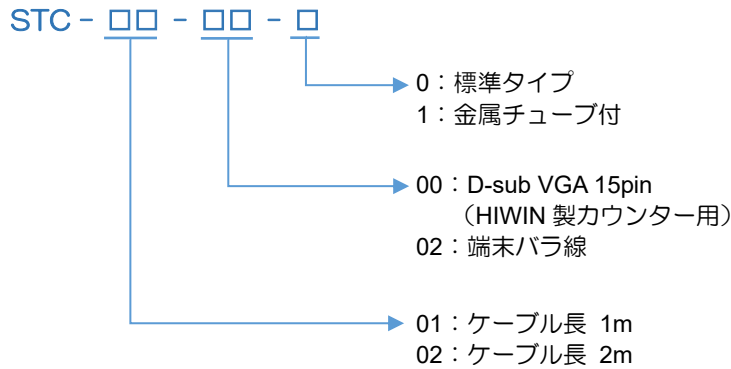 STC - □□ - □□ - □
0：標準タイプ
1：金属チューブ付
00：D-sub VGA 15pin
（HIWIN 製カウンター用）
02：端末バラ線
01：ケーブル長 1m
02：ケーブル長 2m